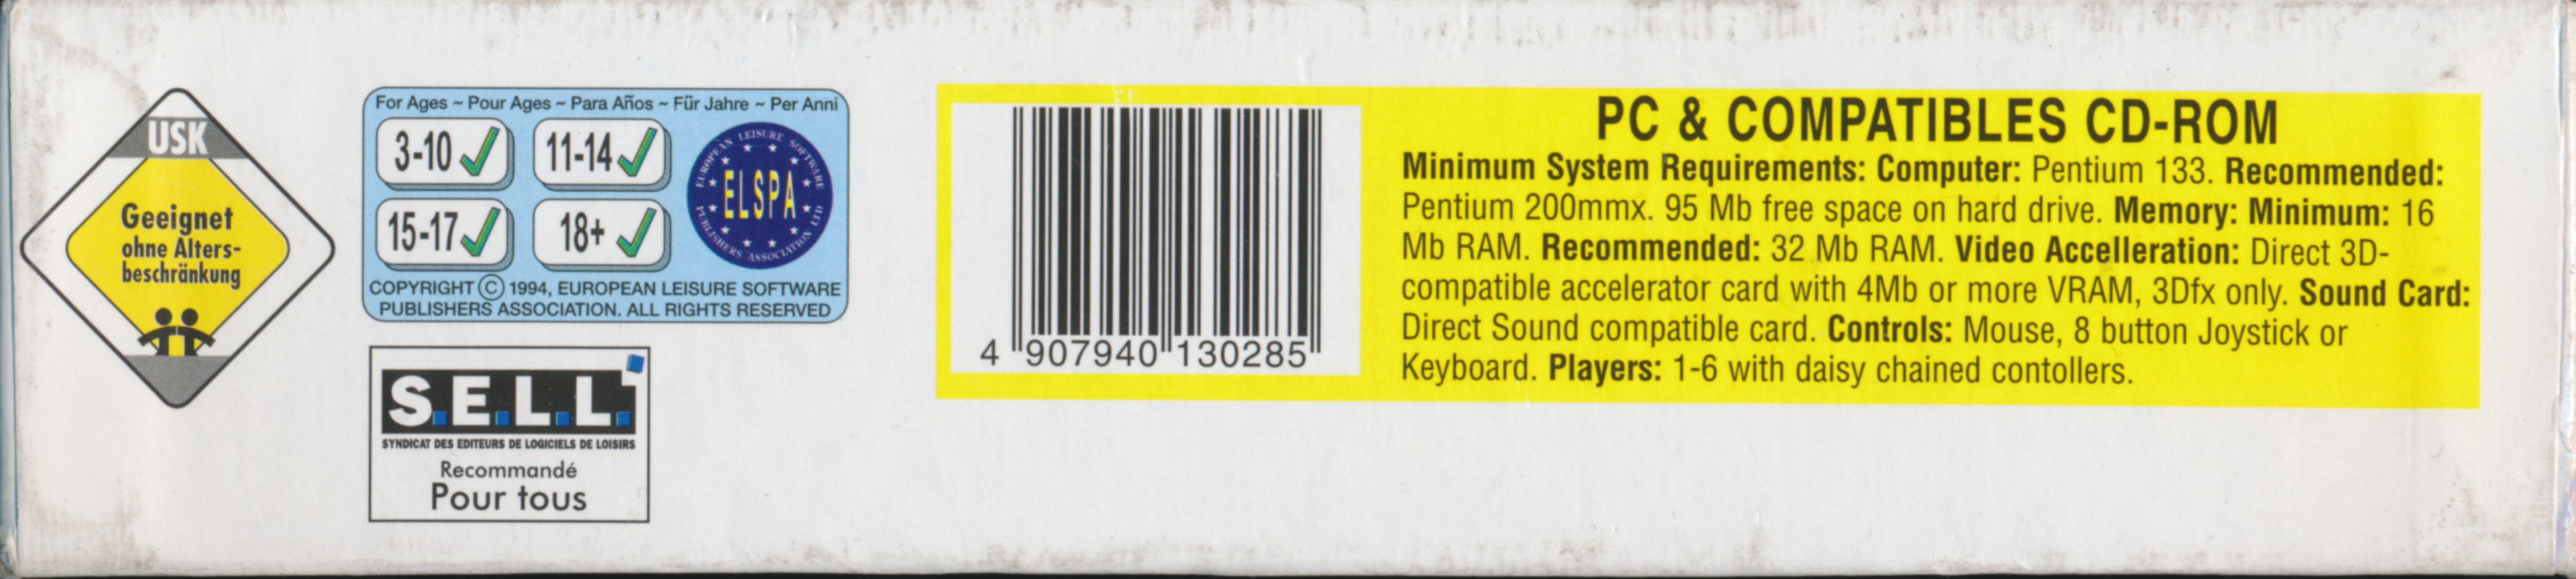 USK
Geeignet
ohne Alters-
beschränkung
For Ages ~ Pour Ages ~ Para Años ~ Für Jahre ~ Per Anni
3-10 11-14
15-17 18+
EUROPEAN LEISURE SOFTWARE
ELSPA
PUBLISHERS ASSOCIATION LTD
COPYRIGHT © 1994, EUROPEAN LEISURE SOFTWARE
PUBLISHERS ASSOCIATION. ALL RIGHTS RESERVED
S.E.L.L.
SYNDICAT DES EDITEURS DE LOGICIELS DE LOISIRS
Recommandé
Pour tous
4 907940 130285
PC & COMPATIBLES CD-ROM
Minimum System Requirements: Computer: Pentium 133. Recommended:
Pentium 200mmx. 95 Mb free space on hard drive. Memory: Minimum: 16
Mb RAM. Recommended: 32 Mb RAM. Video Accelleration: Direct 3D-
compatible accelerator card with 4Mb or more VRAM, 3Dfx only. Sound Card:
Direct Sound compatible card. Controls: Mouse, 8 button Joystick or
Keyboard. Players: 1-6 with daisy chained contollers.